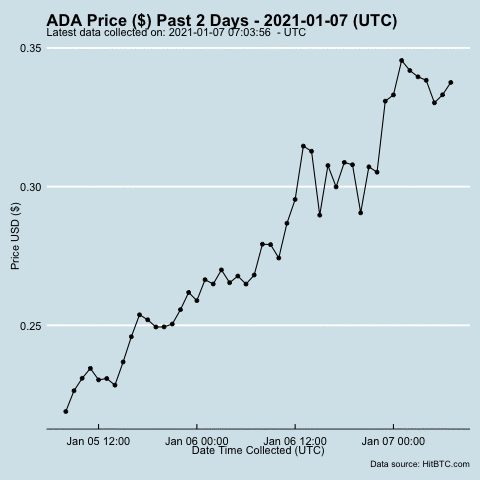 ADA Price ($) Past 2 Days - 2021-01-07 (UTC)
Latest data collected on: 2021-01-07 07:03:56 - UTC
0.35
0.30
0.25
Price USD ($)
Jan 05 12:00 Jan 06 00:00 Jan 06 12:00 Jan 07 00:00
Date Time Collected (UTC)
Data source: HitBTC.com